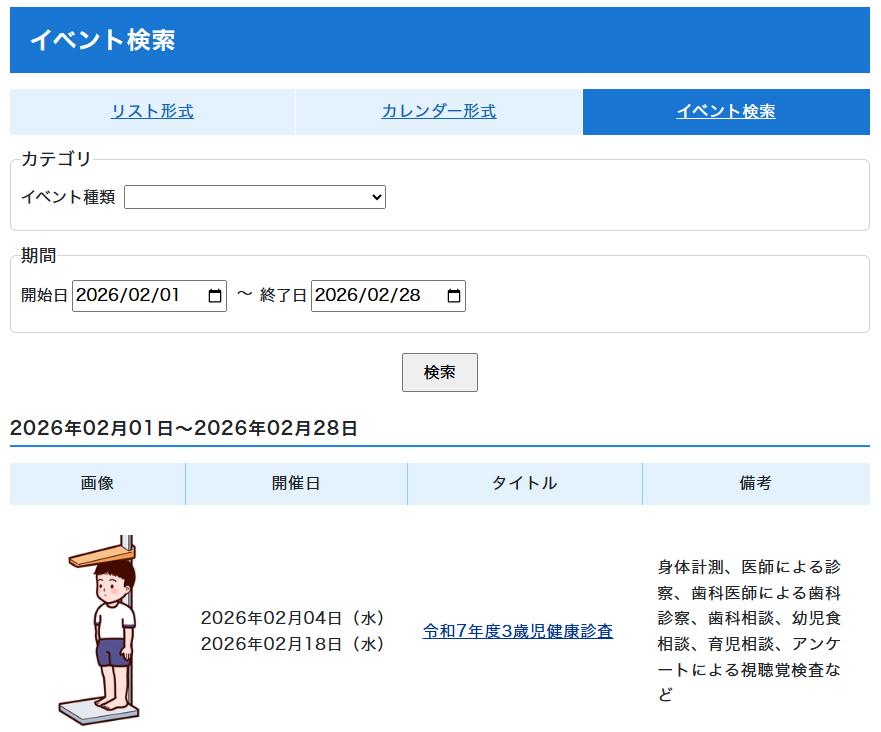 イベント検索
リスト形式 カレンダー形式 イベント検索
カテゴリ
イベント種類
期間
開始日 2026/02/01 ～ 終了日 2026/02/28
検索
2026年02月01日～2026年02月28日
画像 開催日 タイトル 備考
2026年02月04日（水）
2026年02月18日（水）
令和7年度3歳児健康診査
身体計測、医師による診
察、歯科医師による歯科
診察、歯科相談、幼児食
相談、育児相談、アンケ
ートによる視聴覚検査な
ど